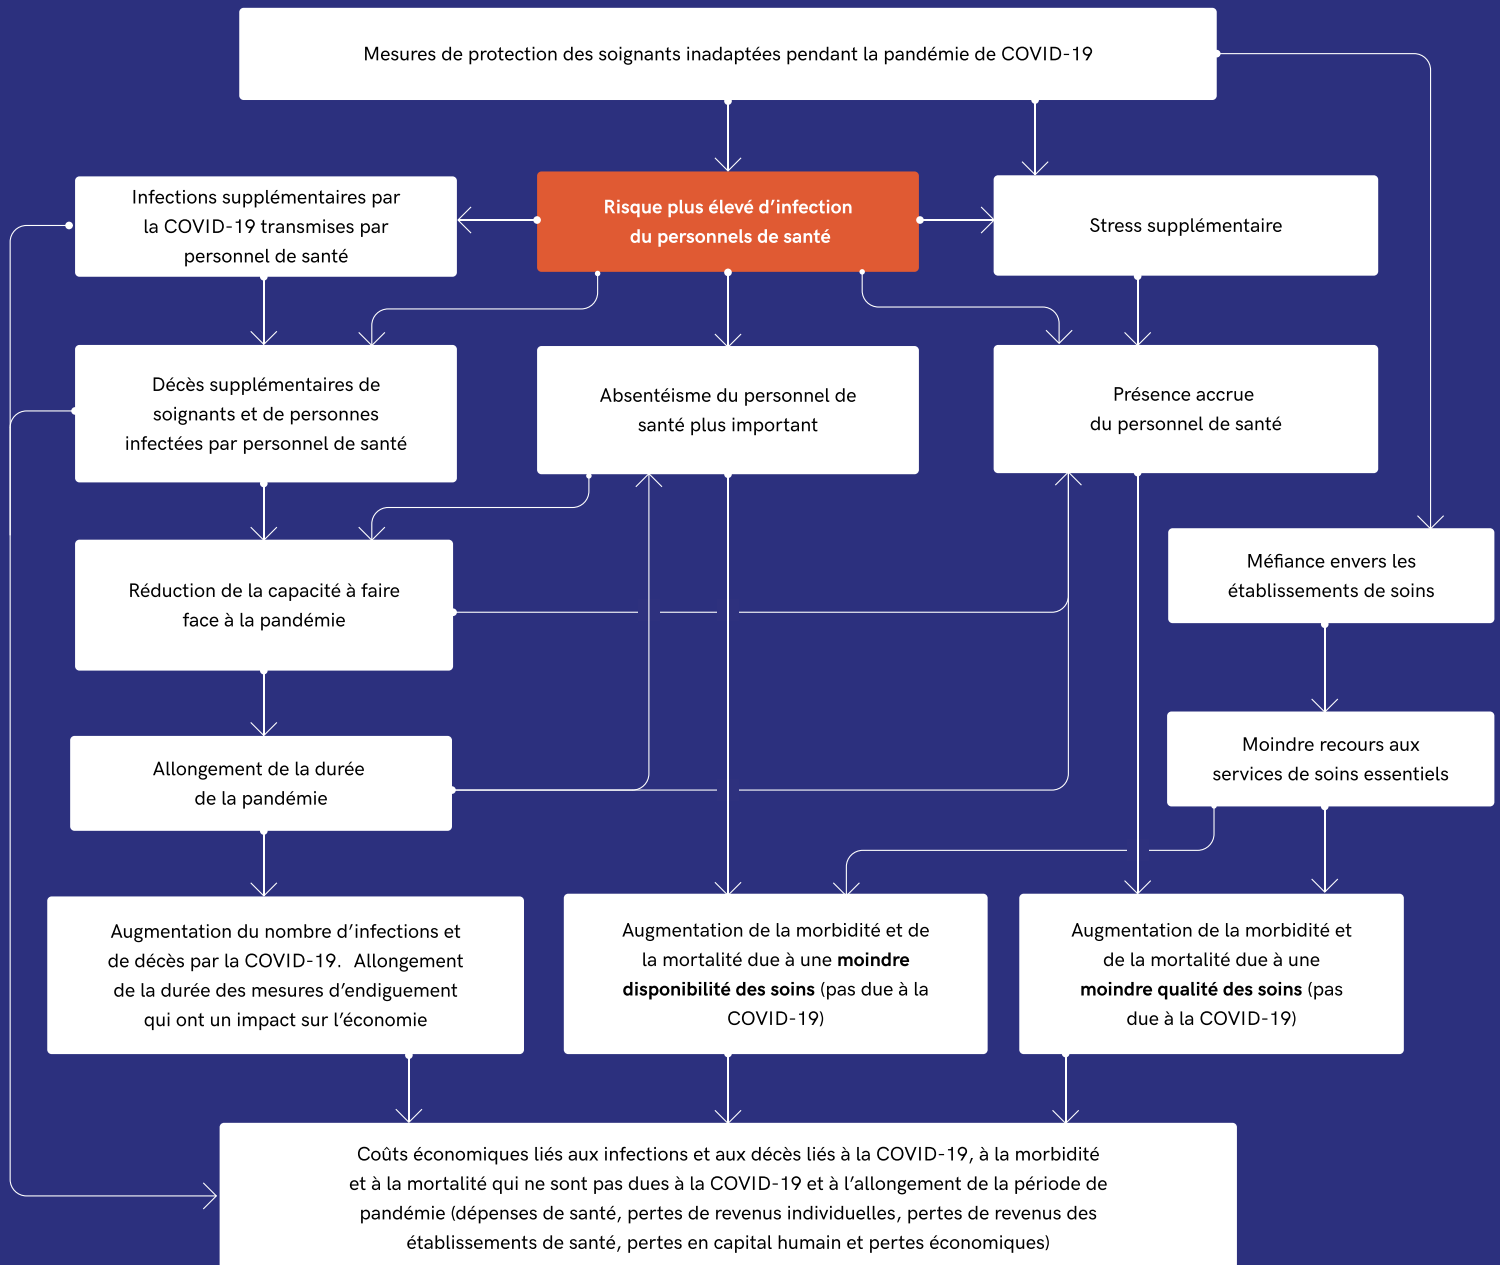 Mesures de protection des soignants inadaptées pendant la pandémie de COVID-19
Infections supplémentaires par
la COVID-19 transmises par
personnel de santé
Risque plus élevé d’infection
du personnels de santé
Stress supplémentaire
Décès supplémentaires de
soignants et de personnes
infectées par personnel de santé
Absentéisme du personnel de
santé plus important
Présence accrue
du personnel de santé
Réduction de la capacité à faire
face à la pandémie
Méfiance envers les
établissements de soins
Allongement de la durée
de la pandémie
Moindre recours aux
services de soins essentiels
Augmentation du nombre d’infections et
de décès par la COVID-19.  Allongement
de la durée des mesures d’endiguement
qui ont un impact sur l’économie
Augmentation de la morbidité et de
la mortalité due à une moindre
disponibilité des soins (pas due à la
COVID-19)
Augmentation de la morbidité et
de la mortalité due à une
moindre qualité des soins (pas
due à la COVID-19)
Coûts économiques liés aux infections et aux décès liés à la COVID-19, à la morbidité
et à la mortalité qui ne sont pas dues à la COVID-19 et à l’allongement de la période de
pandémie (dépenses de santé, pertes de revenus individuelles, pertes de revenus des
établissements de santé, pertes en capital humain et pertes économiques)